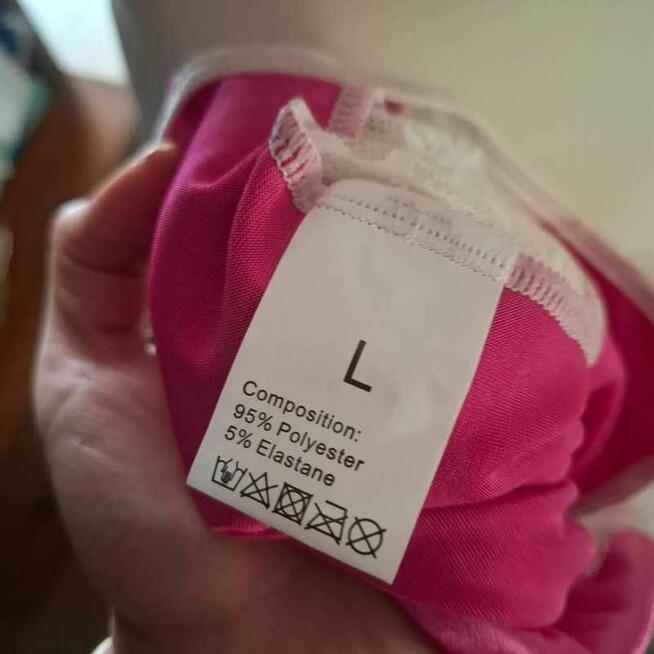 L
Composition:
95% Polyester
5% Elastane